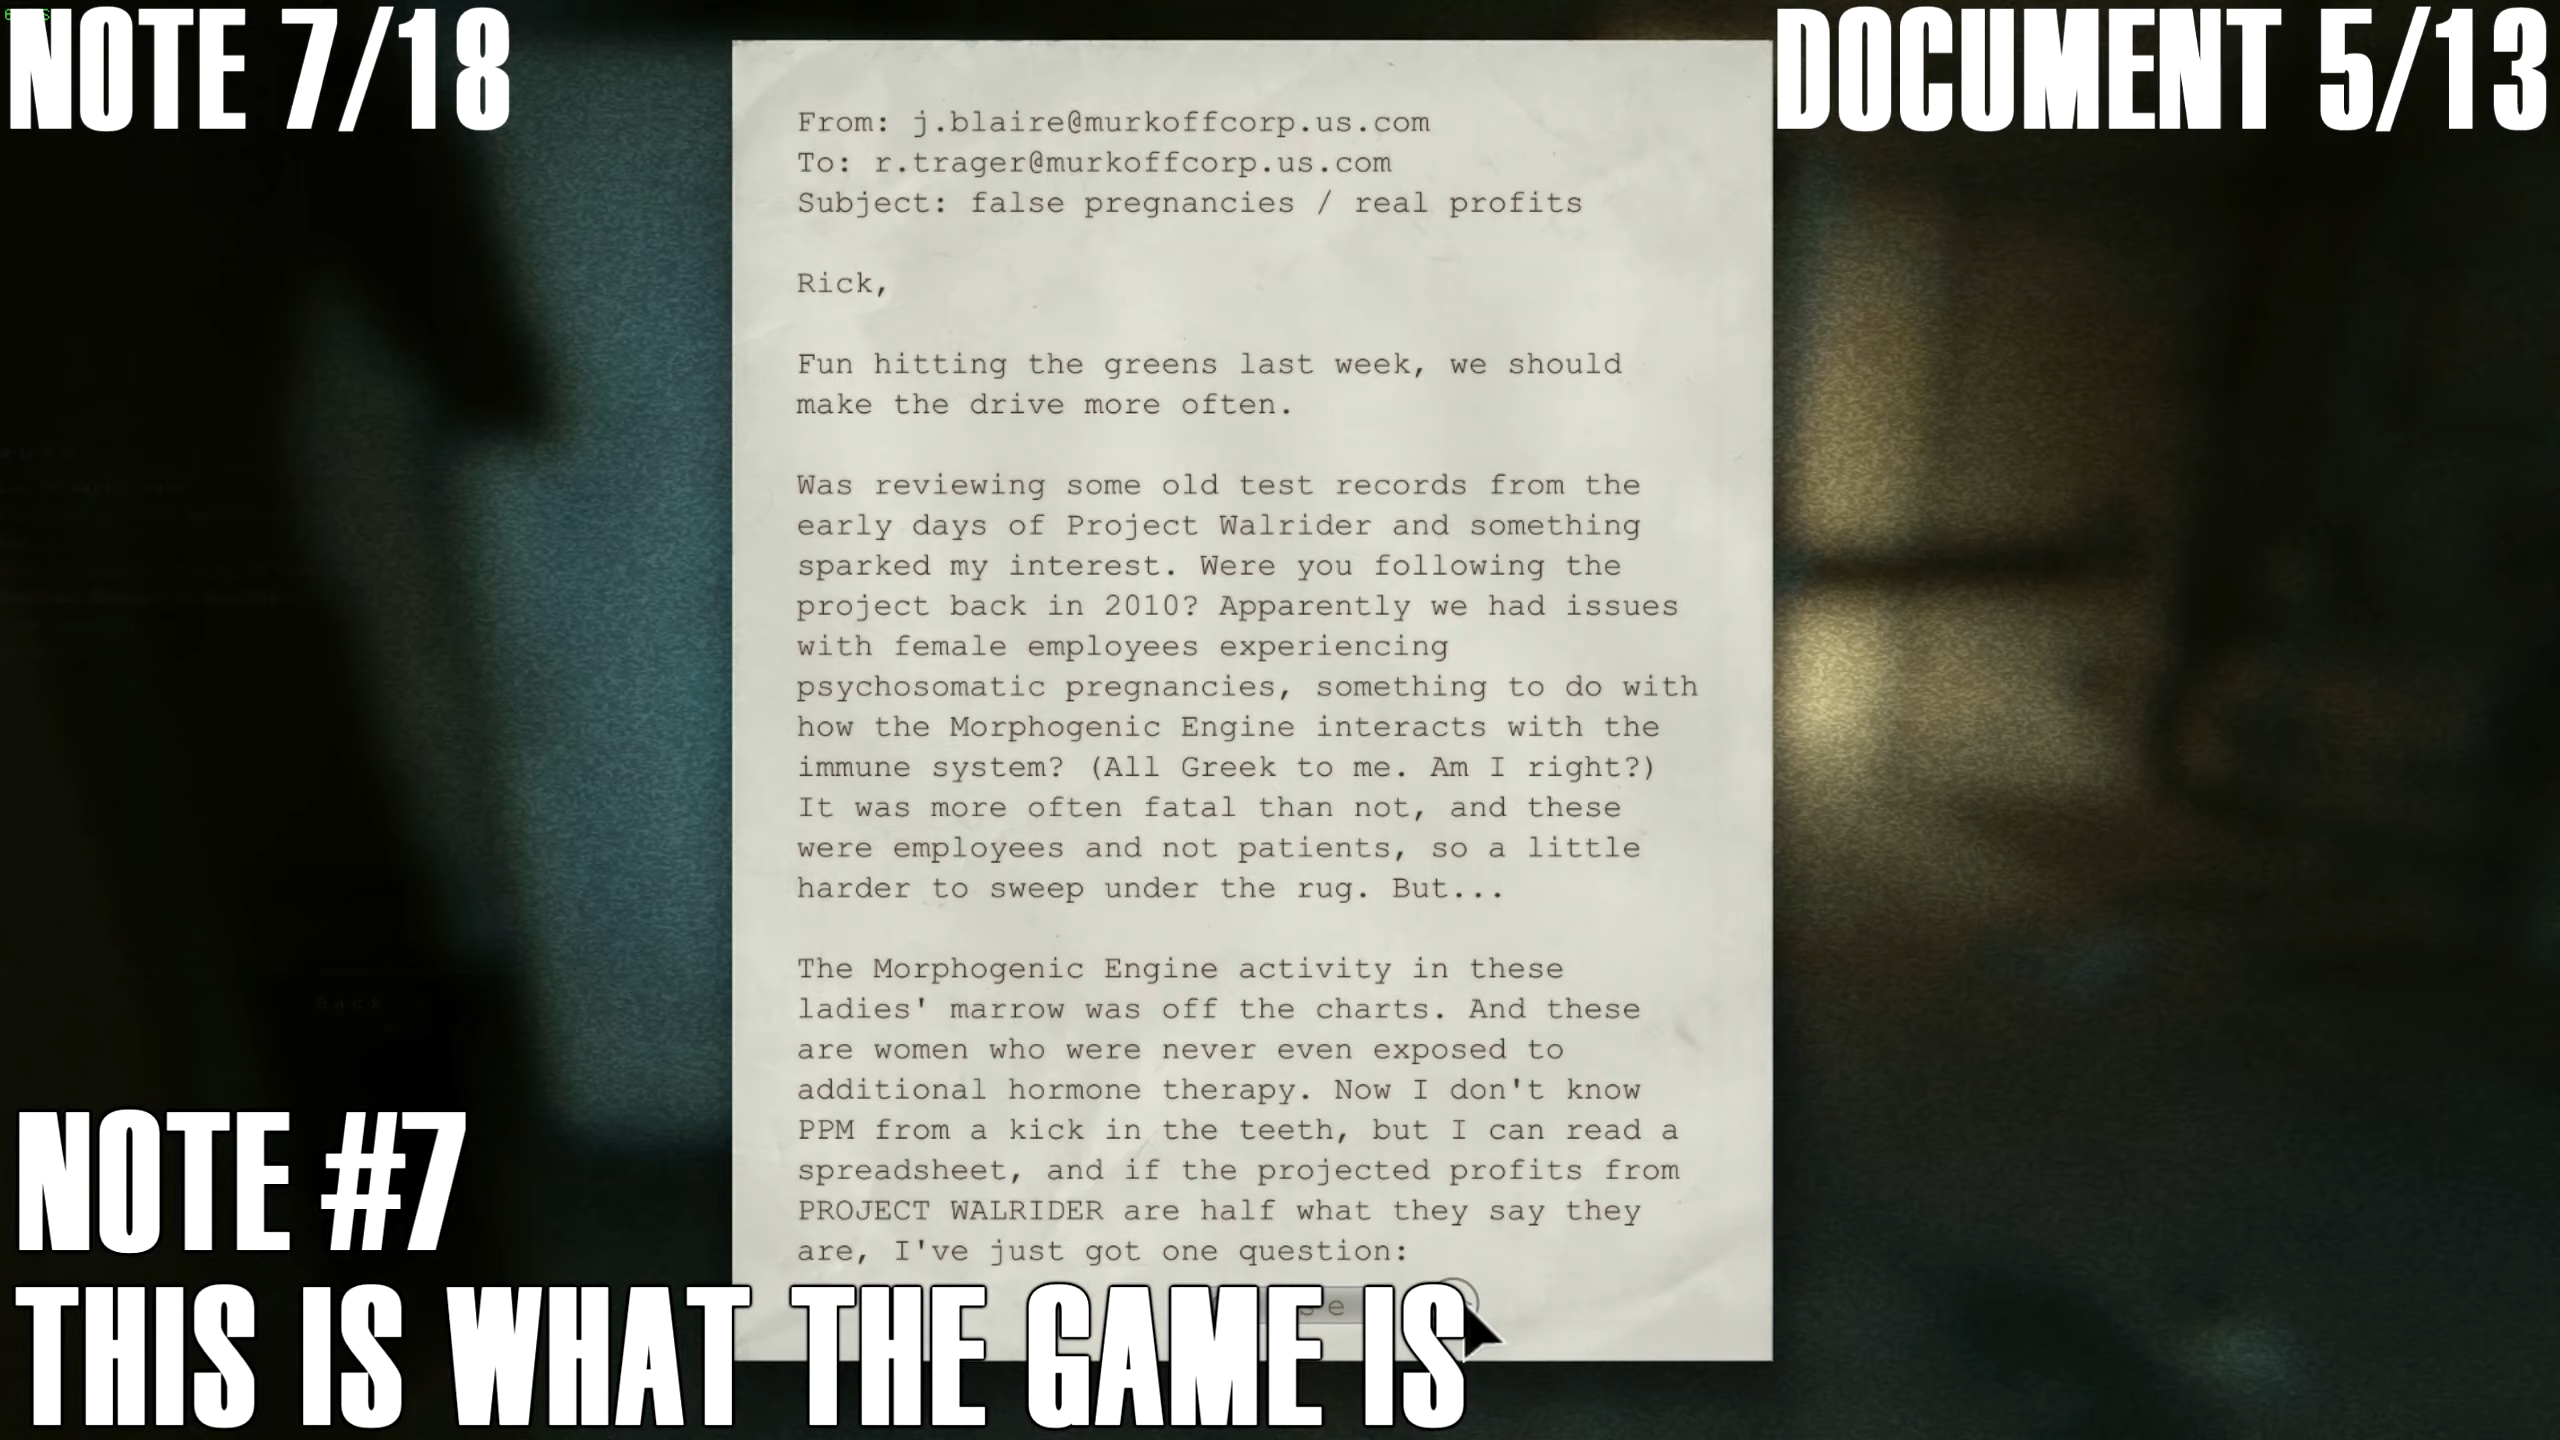 NOTE 7/18
DOCUMENT 5/13
From: j.blaire@murkoffcorp.us.com
To: r.trager@murkoffcorp.us.com
Subject: false pregnancies / real profits
Rick,
Fun hitting the greens last week, we should
make the drive more often.
Was reviewing some old test records from the
early days of Project Walrider and something
sparked my interest. Were you following the
project back in 2010? Apparently we had issues
with female employees experiencing
psychosomatic pregnancies, something to do with
how the Morphogenic Engine interacts with the
immune system? (All Greek to me. Am I right?)
It was more often fatal than not, and these
were employees and not patients, so a little
harder to sweep under the rug. But...
The Morphogenic Engine activity in these
ladies' marrow was off the charts. And these
are women who were never even exposed to
additional hormone therapy. Now I don't know
PPM from a kick in the teeth, but I can read a
spreadsheet, and if the projected profits from
PROJECT WALRIDER are half what they say they
are, I've just got one question:
Back
NOTE #7
THIS IS WHAT THE GAME IS